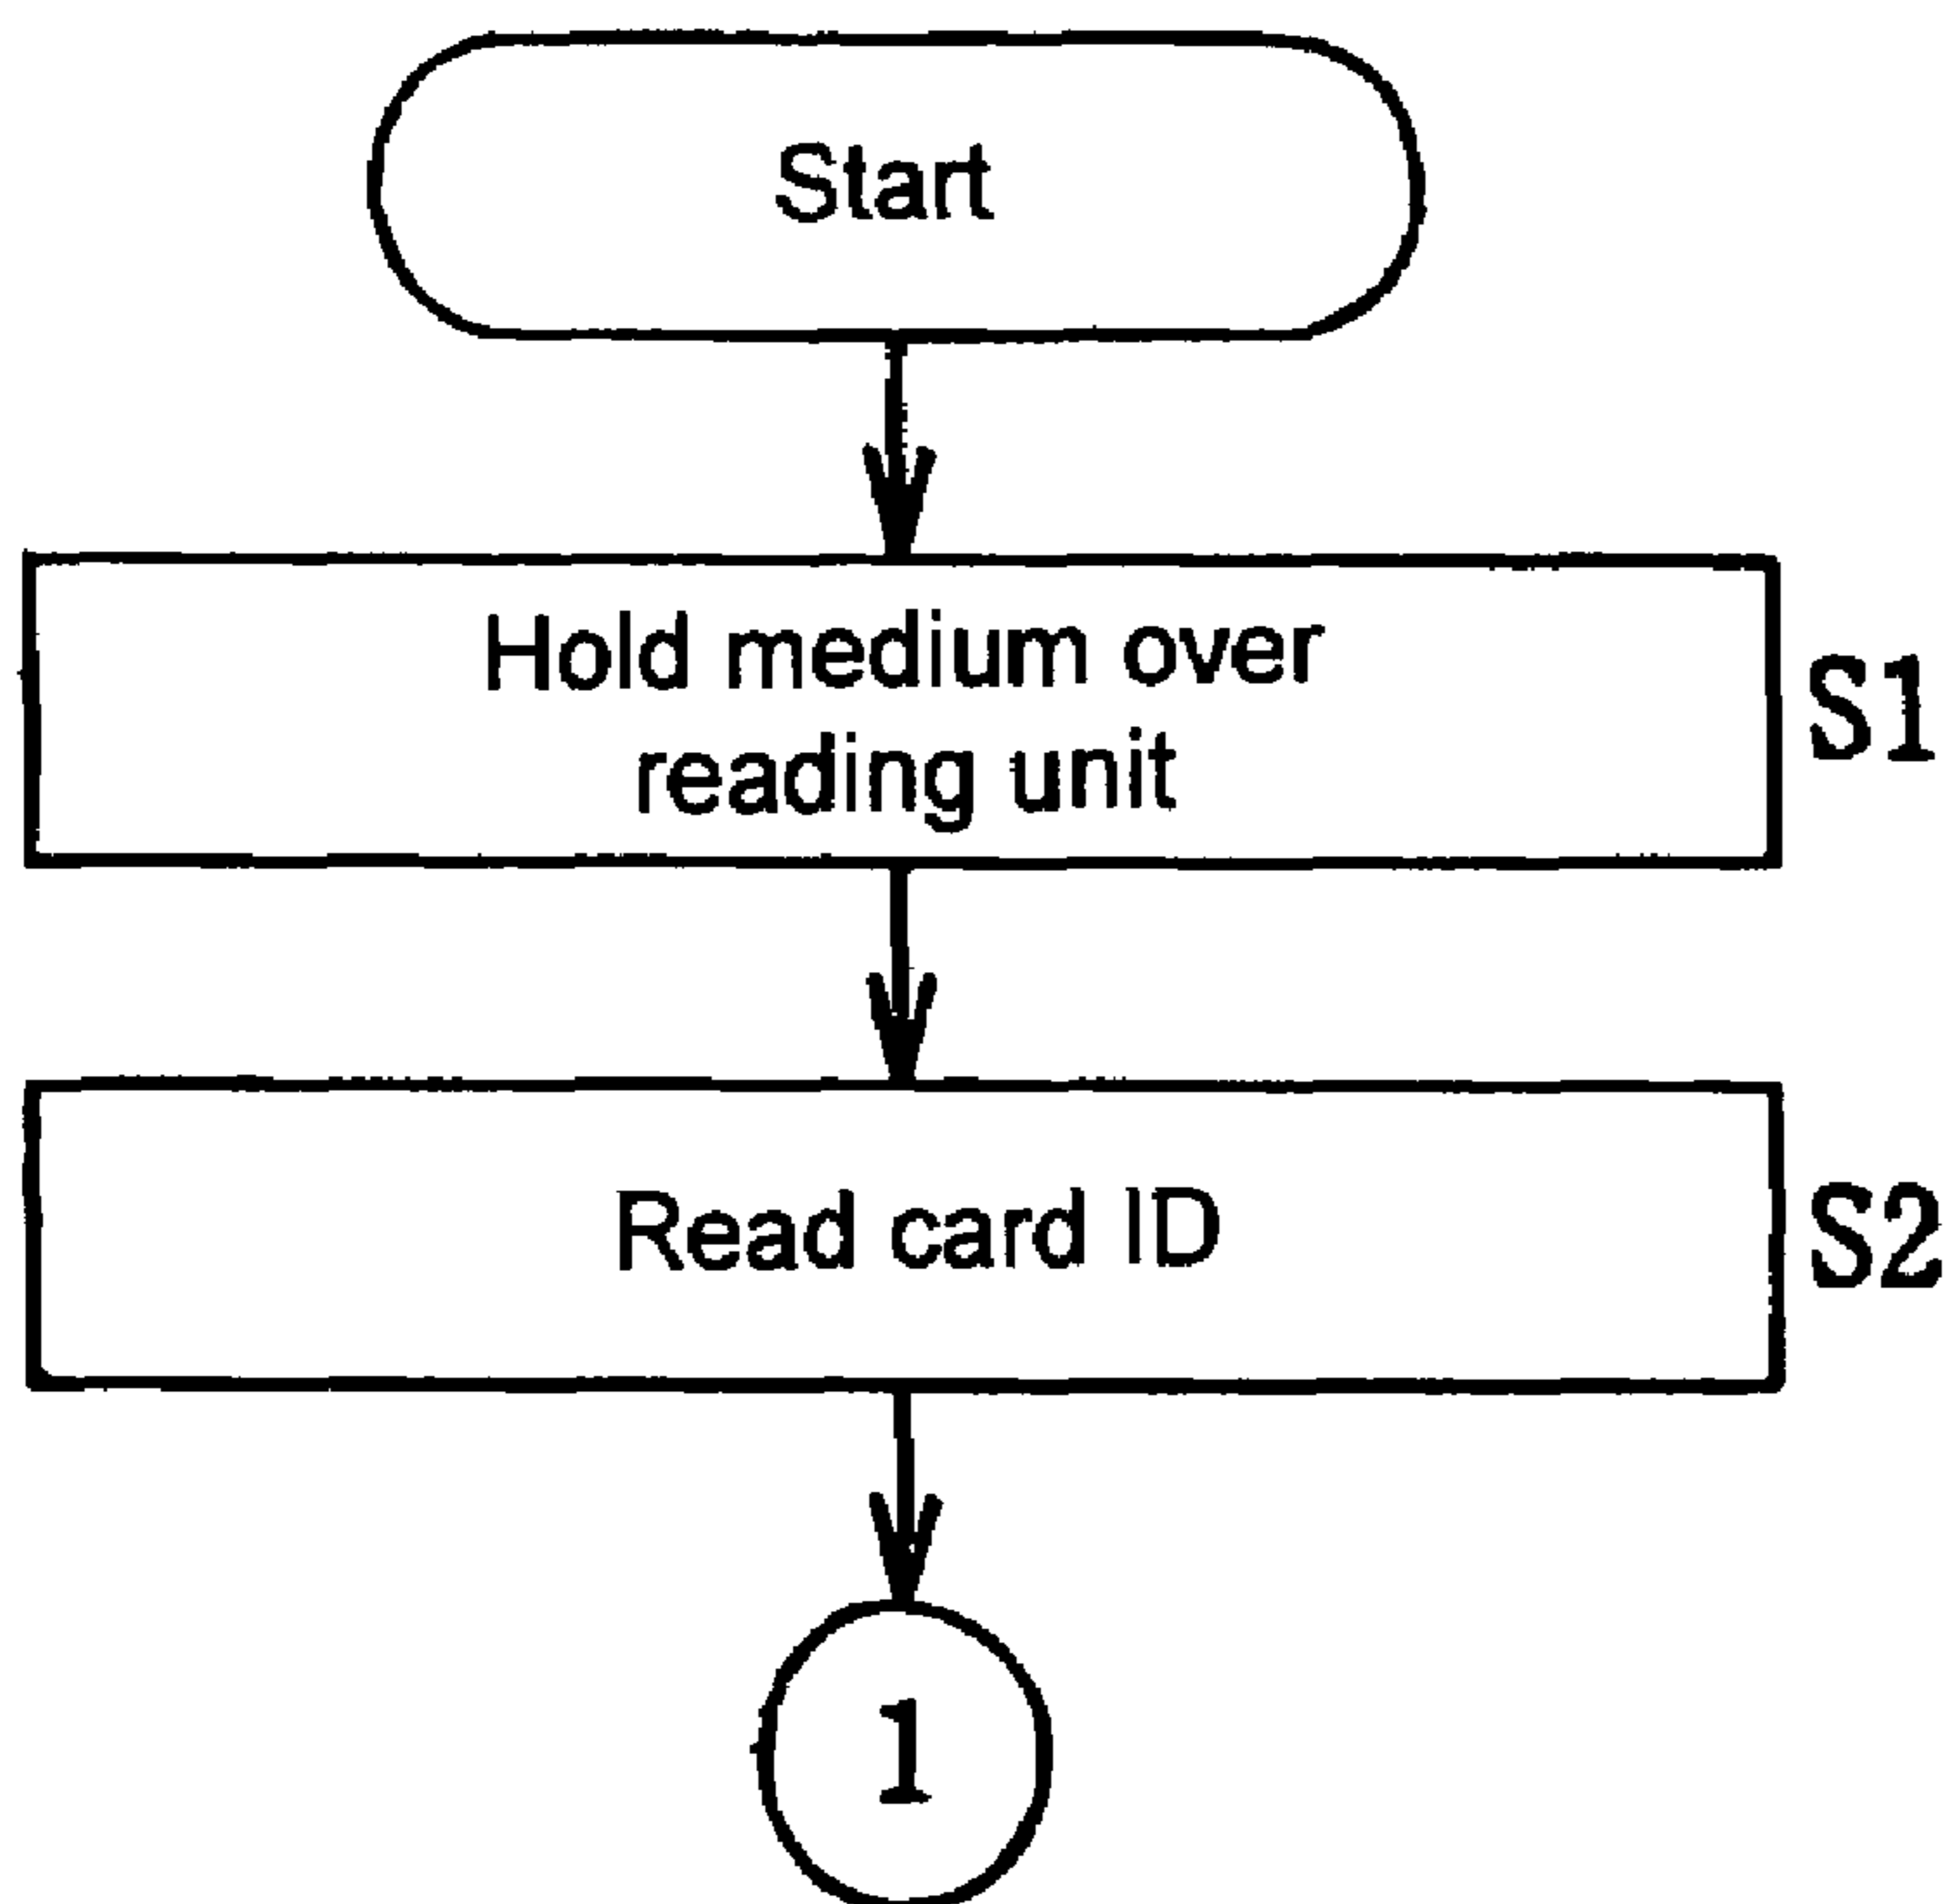 Start
Hold medium over
reading unit
S1
Read card ID
S2
1